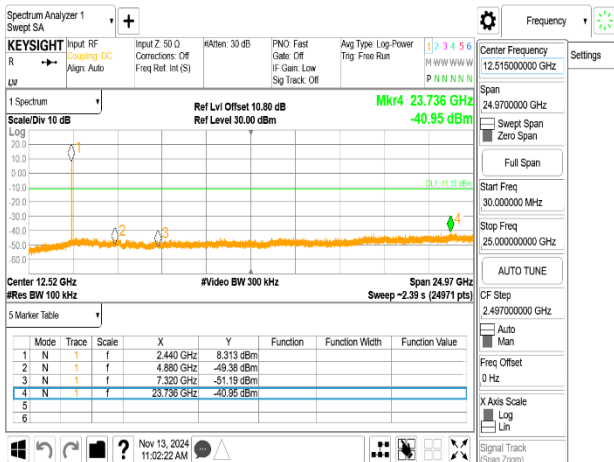 Spectrum Analyzer 1
Swept SA
Frequency
Settings
KEYSIGHT
R
Input: RF
Coupling: DC
Align: Auto
Input Z: 50 Ω
Corrections: Off
Freq Ref: Int (S)
#Atten: 30 dB
PNO: Fast
Gate: Off
IF Gain: Low
Sig Track: Off
Avg Type: Log-Power
Trig: Free Run
1 2 3 4 5 6
M W W W W W
P N N N N N
1 Spectrum
Scale/Div 10 dB
Ref Lvl Offset 10.80 dB
Ref Level 30.00 dBm
Mkr4 23.736 GHz
-40.95 dBm
Log
20.0
10.0
0.00
-10.0
-20.0
-30.0
-40.0
-50.0
-60.0
1
2
3
4
DL1 -11.15 dBm
Center 12.52 GHz
#Res BW 100 kHz
#Video BW 300 kHz
Span 24.97 GHz
Sweep ~2.39 s (24971 pts)
5 Marker Table
Mode Trace Scale X Y Function Function Width Function Value
1 N 1 f 2.440 GHz 8.313 dBm
2 N 1 f 4.880 GHz -49.38 dBm
3 N 1 f 7.320 GHz -51.19 dBm
4 N 1 f 23.736 GHz -40.95 dBm
5
6
Nov 13, 2024
11:02:22 AM
Center Frequency
12.515000000 GHz
Span
24.9700000 GHz
Swept Span
Zero Span
Full Span
Start Freq
30.000000 MHz
Stop Freq
25.000000000 GHz
AUTO TUNE
CF Step
2.497000000 GHz
Auto
Man
Freq Offset
0 Hz
X Axis Scale
Log
Lin
Signal Track
(Span Zoom)